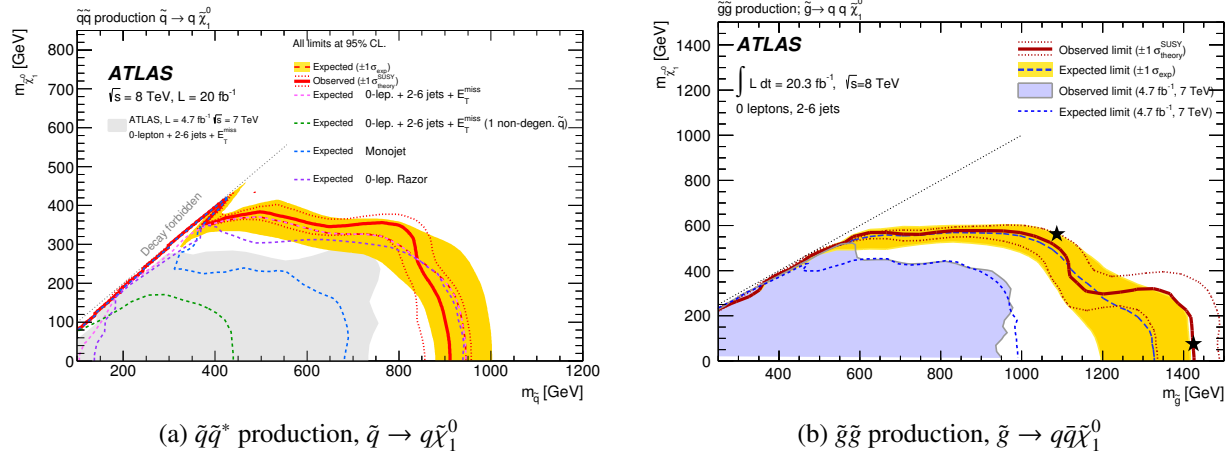 q̃q̃ production q̃ → q χ̃₁⁰
m_χ̃₁⁰ [GeV]
800
700
600
500
400
300
200
100
0
All limits at 95% CL.
ATLAS
√s = 8 TeV, L = 20 fb⁻¹
ATLAS, L = 4.7 fb⁻¹ √s = 7 TeV
0-lepton + 2-6 jets + E_T^miss
Expected (±1 σ_exp)
Observed (±1 σ_theory^SUSY)
Expected 0-lep. + 2-6 jets + E_T^miss
Expected 0-lep. + 2-6 jets + E_T^miss (1 non-degen. q̃)
Expected Monojet
Expected 0-lep. Razor
Decay forbidden
200 400 600 800 1000 1200
m_q̃ [GeV]
(a) q̃q̃* production, q̃ → qχ̃₁⁰
g̃g̃ production; g̃→ q q χ̃₁⁰
m_χ̃₁⁰ [GeV]
1400
1200
1000
800
600
400
200
0
ATLAS
∫ L dt = 20.3 fb⁻¹, √s=8 TeV
0 leptons, 2-6 jets
Observed limit (±1 σ_theory^SUSY)
Expected limit (±1 σ_exp)
Observed limit (4.7 fb⁻¹, 7 TeV)
Expected limit (4.7 fb⁻¹, 7 TeV)
400 600 800 1000 1200 1400
m_g̃ [GeV]
(b) g̃g̃ production, g̃ → qq̄χ̃₁⁰